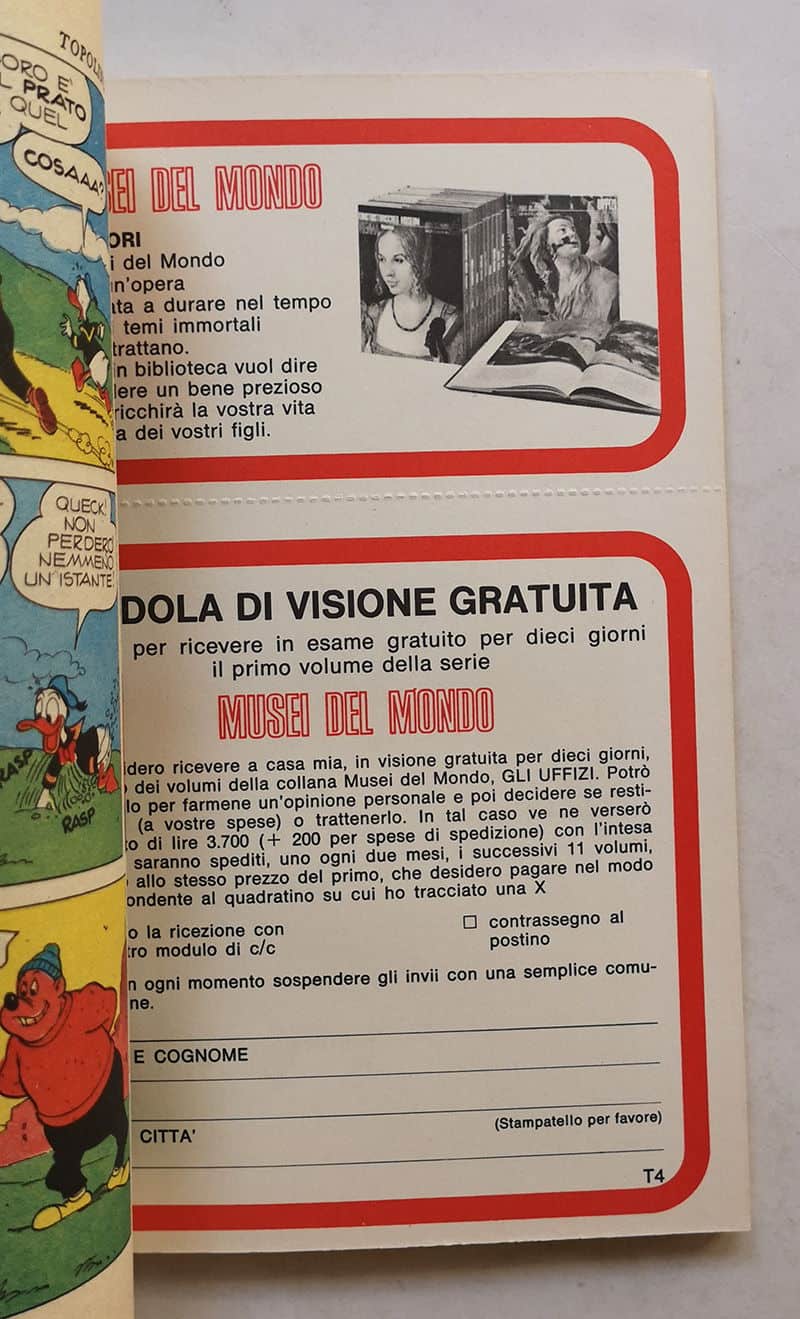 TOPOLI
ORO E'
L PRATO
QUEL
COSAAA?
QUECK!
NON
PERDERÒ
NEMMENO
UN ISTANTE!
RASP
RASP
SEI DEL MONDO
ORI
i del Mondo
un'opera
ata a durare nel tempo
i temi immortali
trattano.
in biblioteca vuol dire
dere un bene prezioso
ricchirà la vostra vita
a dei vostri figli.
UFFIZI
DOLA DI VISIONE GRATUITA
per ricevere in esame gratuito per dieci giorni
il primo volume della serie
MUSEI DEL MONDO
idero ricevere a casa mia, in visione gratuita per dieci giorni,
o dei volumi della collana Musei del Mondo, GLI UFFIZI. Potrò
lo per farmene un'opinione personale e poi decidere se resti-
(a vostre spese) o trattenerlo. In tal caso ve ne verserò
o di lire 3.700 (+ 200 per spese di spedizione) con l'intesa
saranno spediti, uno ogni due mesi, i successivi 11 volumi,
allo stesso prezzo del primo, che desidero pagare nel modo
ondente al quadratino su cui ho tracciato una X
o la ricezione con
tro modulo di c/c
☐ contrassegno al
postino
n ogni momento sospendere gli invii con una semplice comu-
ne.
E COGNOME
CITTA'
(Stampatello per favore)
T4